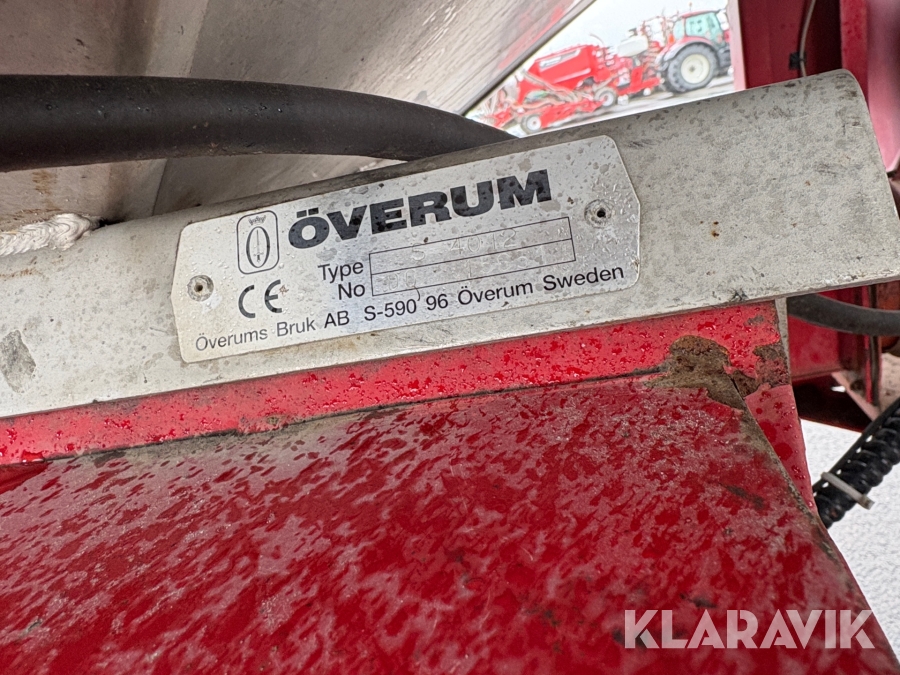 ÖVERUM
Type
No
CE
Överums Bruk AB S-590 96 Överum Sweden
KLARAVIK